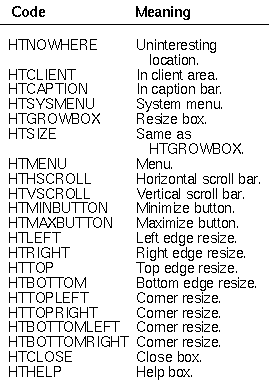 Code Meaning
HTNOWHERE Uninteresting
location.
HTCLIENT In client area.
HTCAPTION In caption bar.
HTSYSMENU System menu.
HTGROWBOX Resize box.
HTSIZE Same as
HTGROWBOX.
HTMENU Menu.
HTHSCROLL Horizontal scroll bar.
HTVSCROLL Vertical scroll bar.
HTMINBUTTON Minimize button.
HTMAXBUTTON Maximize button.
HTLEFT Left edge resize.
HTRIGHT Right edge resize.
HTTOP Top edge resize.
HTBOTTOM Bottom edge resize.
HTTOPLEFT Corner resize.
HTTOPRIGHT Corner resize.
HTBOTTOMLEFT Corner resize.
HTBOTTOMRIGHT Corner resize.
HTCLOSE Close box.
HTHELP Help box.